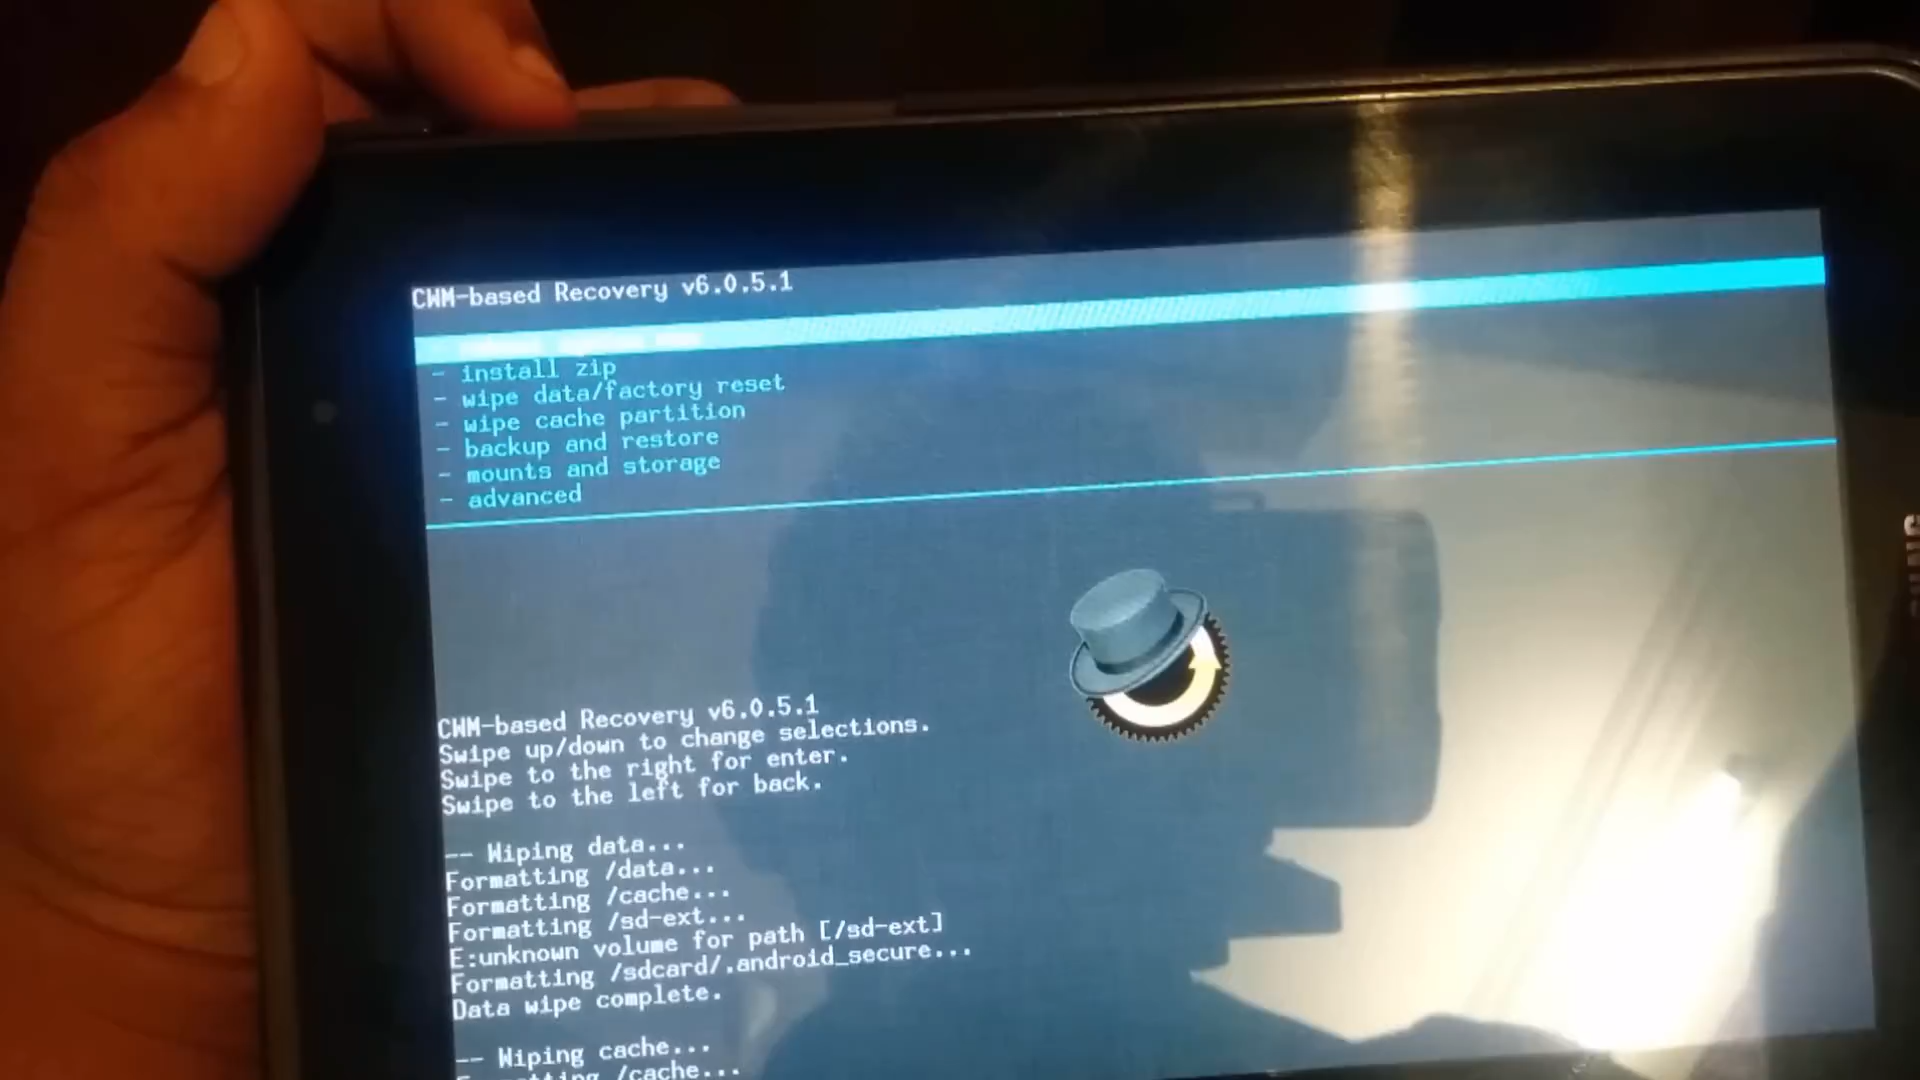 CWM-based Recovery v6.0.5.1
- install zip
- wipe data/factory reset
- wipe cache partition
- backup and restore
- mounts and storage
- advanced
CWM-based Recovery v6.0.5.1
Swipe up/down to change selections.
Swipe to the right for enter.
Swipe to the left for back.
-- Wiping data...
Formatting /data...
Formatting /cache...
Formatting /sd-ext...
E:unknown volume for path [/sd-ext]
Formatting /sdcard/.android_secure...
Data wipe complete.
-- Wiping cache...
Formatting /cache...